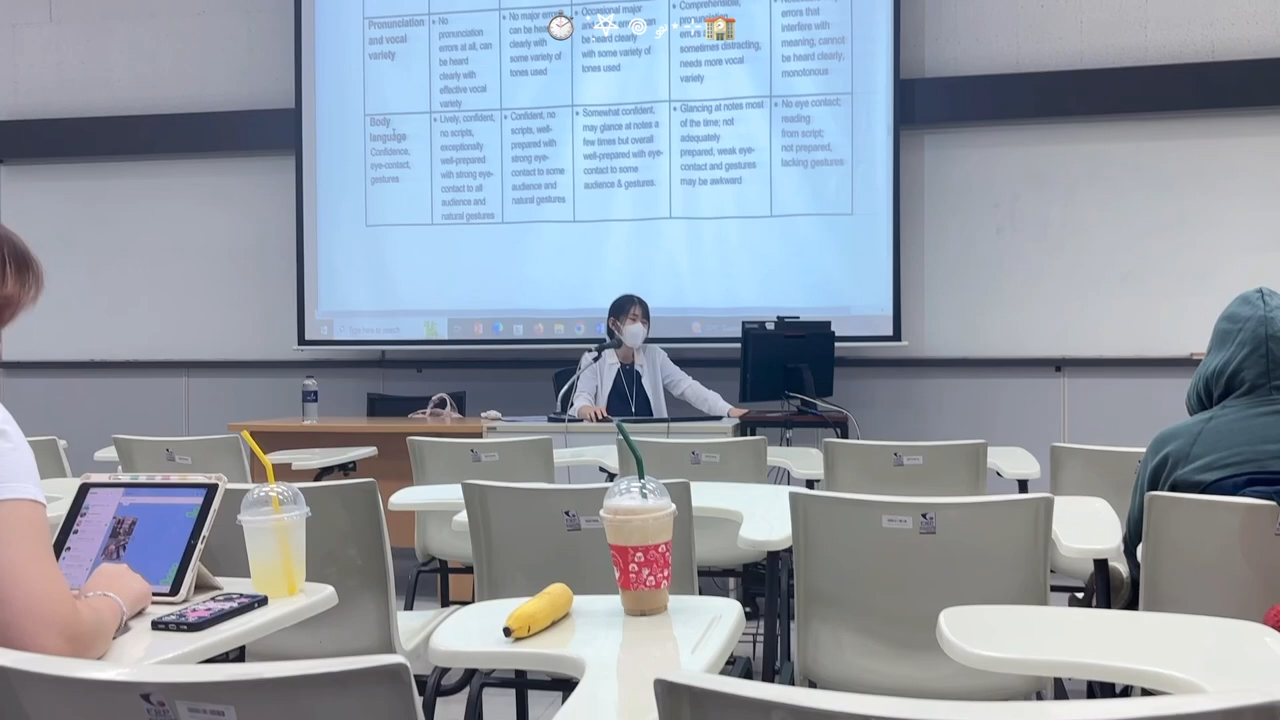 Pronunciation
and vocal
variety
• No
pronunciation
errors at all, can
be heard
clearly with
effective vocal
variety
• No major errors
can be heard
clearly with
some variety of
tones used
• Occasional major
be heard clearly
with some variety of
tones used
• Comprehensible,
pronunciation
errors
sometimes distracting,
needs more vocal
variety
errors that
interfere with
meaning, cannot
be heard clearly,
monotonous
Body
language
Confidence,
eye-contact,
gestures
• Lively, confident,
no scripts,
exceptionally
well-prepared
with strong eye-
contact to all
audience and
natural gestures
• Confident, no
scripts, well-
prepared with
strong eye-
contact to some
audience and
natural gestures
• Somewhat confident,
may glance at notes a
few times but overall
well-prepared with eye-
contact to some
audience & gestures.
• Glancing at notes most
of the time; not
adequately
prepared, weak eye-
contact and gestures
may be awkward
• No eye contact;
reading
from script;
not prepared,
lacking gestures
Type here to search